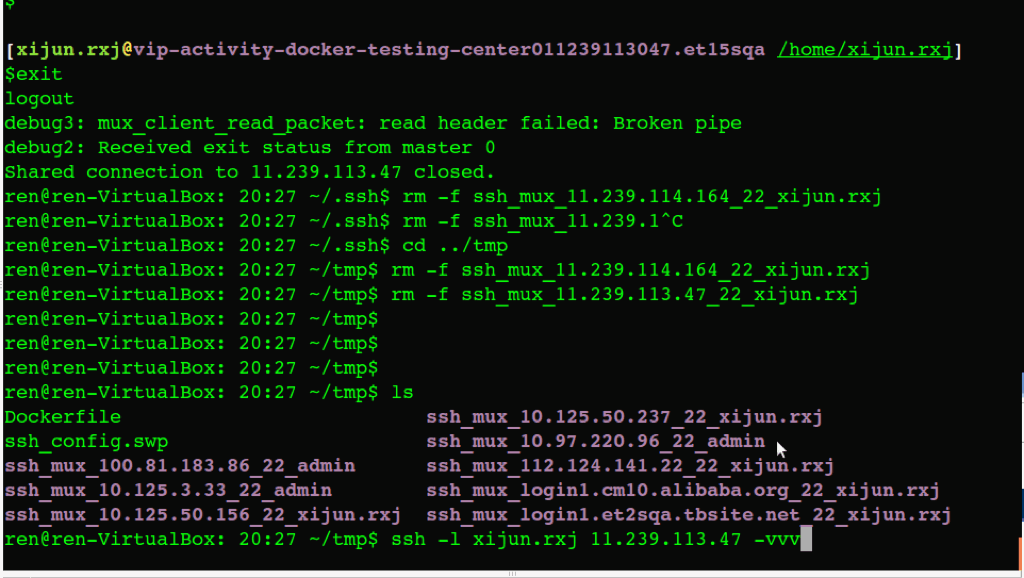 $
[xijun.rxj@vip-activity-docker-testing-center011239113047.et15sqa /home/xijun.rxj]
$exit
logout
debug3: mux_client_read_packet: read header failed: Broken pipe
debug2: Received exit status from master 0
Shared connection to 11.239.113.47 closed.
ren@ren-VirtualBox: 20:27 ~/.ssh$ rm -f ssh_mux_11.239.114.164_22_xijun.rxj
ren@ren-VirtualBox: 20:27 ~/.ssh$ rm -f ssh_mux_11.239.1^C
ren@ren-VirtualBox: 20:27 ~/.ssh$ cd ../tmp
ren@ren-VirtualBox: 20:27 ~/tmp$ rm -f ssh_mux_11.239.114.164_22_xijun.rxj
ren@ren-VirtualBox: 20:27 ~/tmp$ rm -f ssh_mux_11.239.113.47_22_xijun.rxj
ren@ren-VirtualBox: 20:27 ~/tmp$
ren@ren-VirtualBox: 20:27 ~/tmp$
ren@ren-VirtualBox: 20:27 ~/tmp$
ren@ren-VirtualBox: 20:27 ~/tmp$ ls
Dockerfile ssh_mux_10.125.50.237_22_xijun.rxj
ssh_config.swp ssh_mux_10.97.220.96_22_admin
ssh_mux_100.81.183.86_22_admin ssh_mux_112.124.141.22_22_xijun.rxj
ssh_mux_10.125.3.33_22_admin ssh_mux_login1.cm10.alibaba.org_22_xijun.rxj
ssh_mux_10.125.50.156_22_xijun.rxj ssh_mux_login1.et2sqa.tbsite.net_22_xijun.rxj
ren@ren-VirtualBox: 20:27 ~/tmp$ ssh -l xijun.rxj 11.239.113.47 -vvv